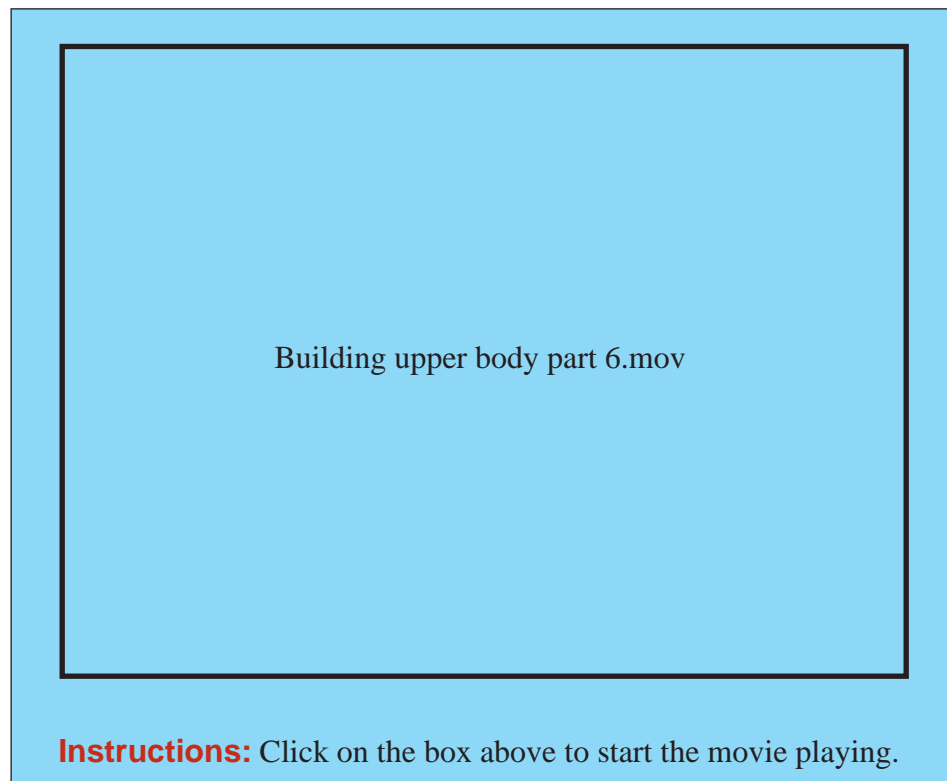 Building upper body part 6.mov
Instructions: Click on the box above to start the movie playing.